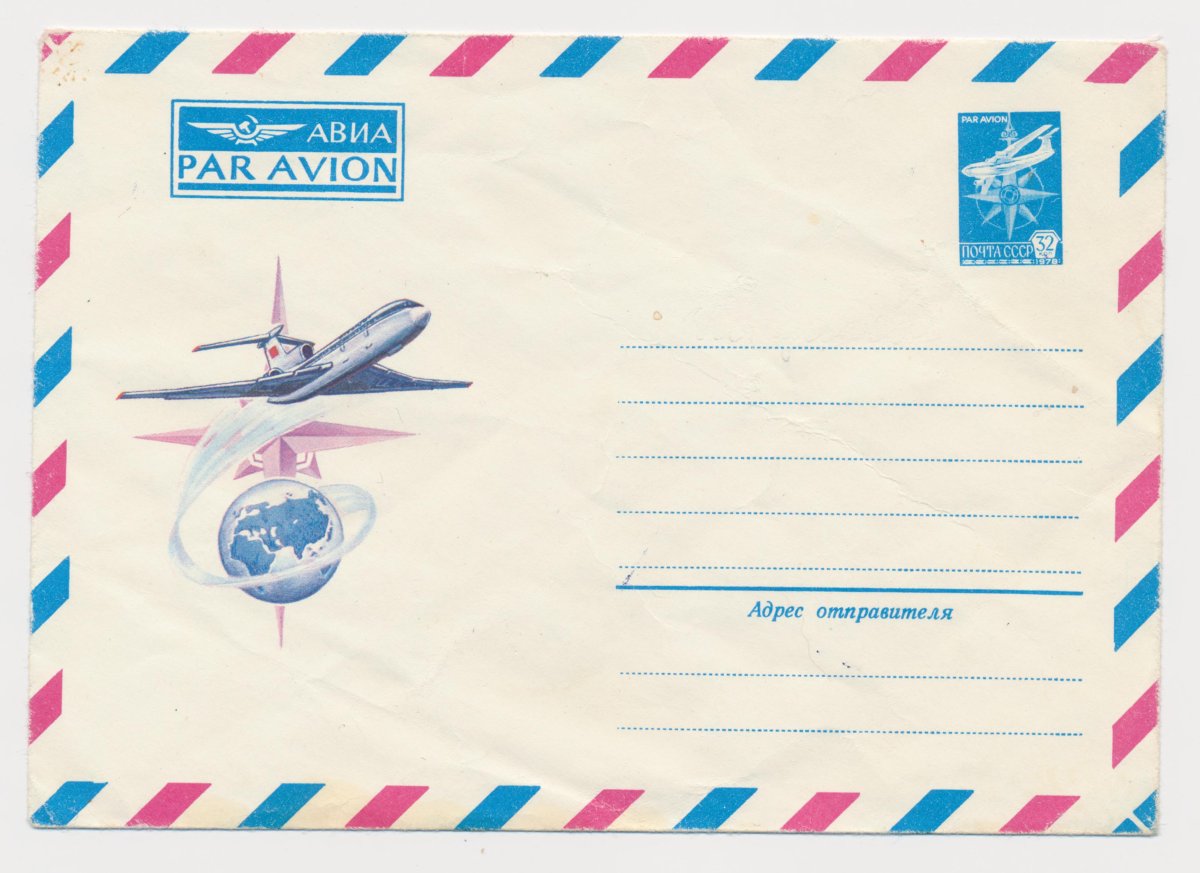 АВИА
PAR AVION
PAR AVION
ПОЧТА СССР 32
1978
Адрес отправителя